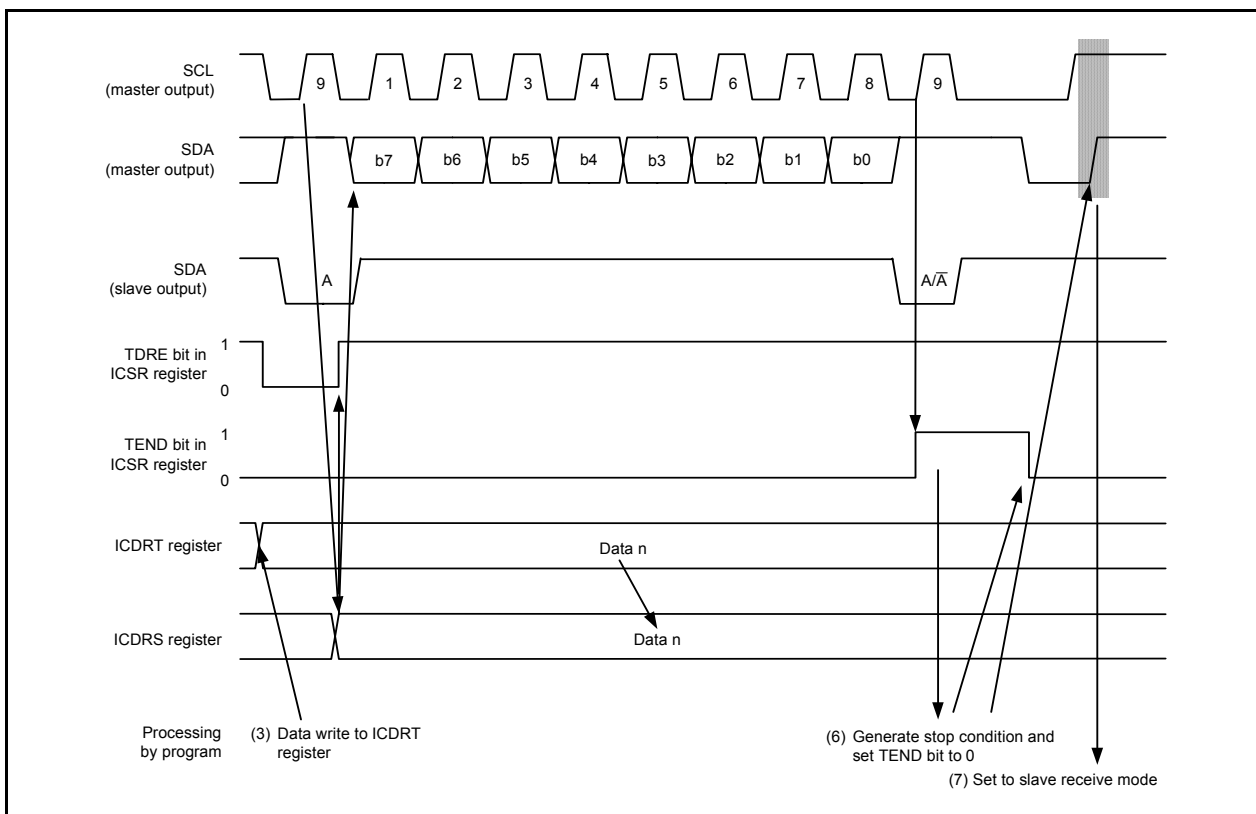 SCL
(master output)
9 1 2 3 4 5 6 7 8 9
SDA
(master output)
b7 b6 b5 b4 b3 b2 b1 b0
SDA
(slave output)
A A/A̅
TDRE bit in
ICSR register
1
0
TEND bit in
ICSR register
1
0
ICDRT register
Data n
ICDRS register
Data n
Processing
by program
(3) Data write to ICDRT
register
(6) Generate stop condition and
set TEND bit to 0
(7) Set to slave receive mode